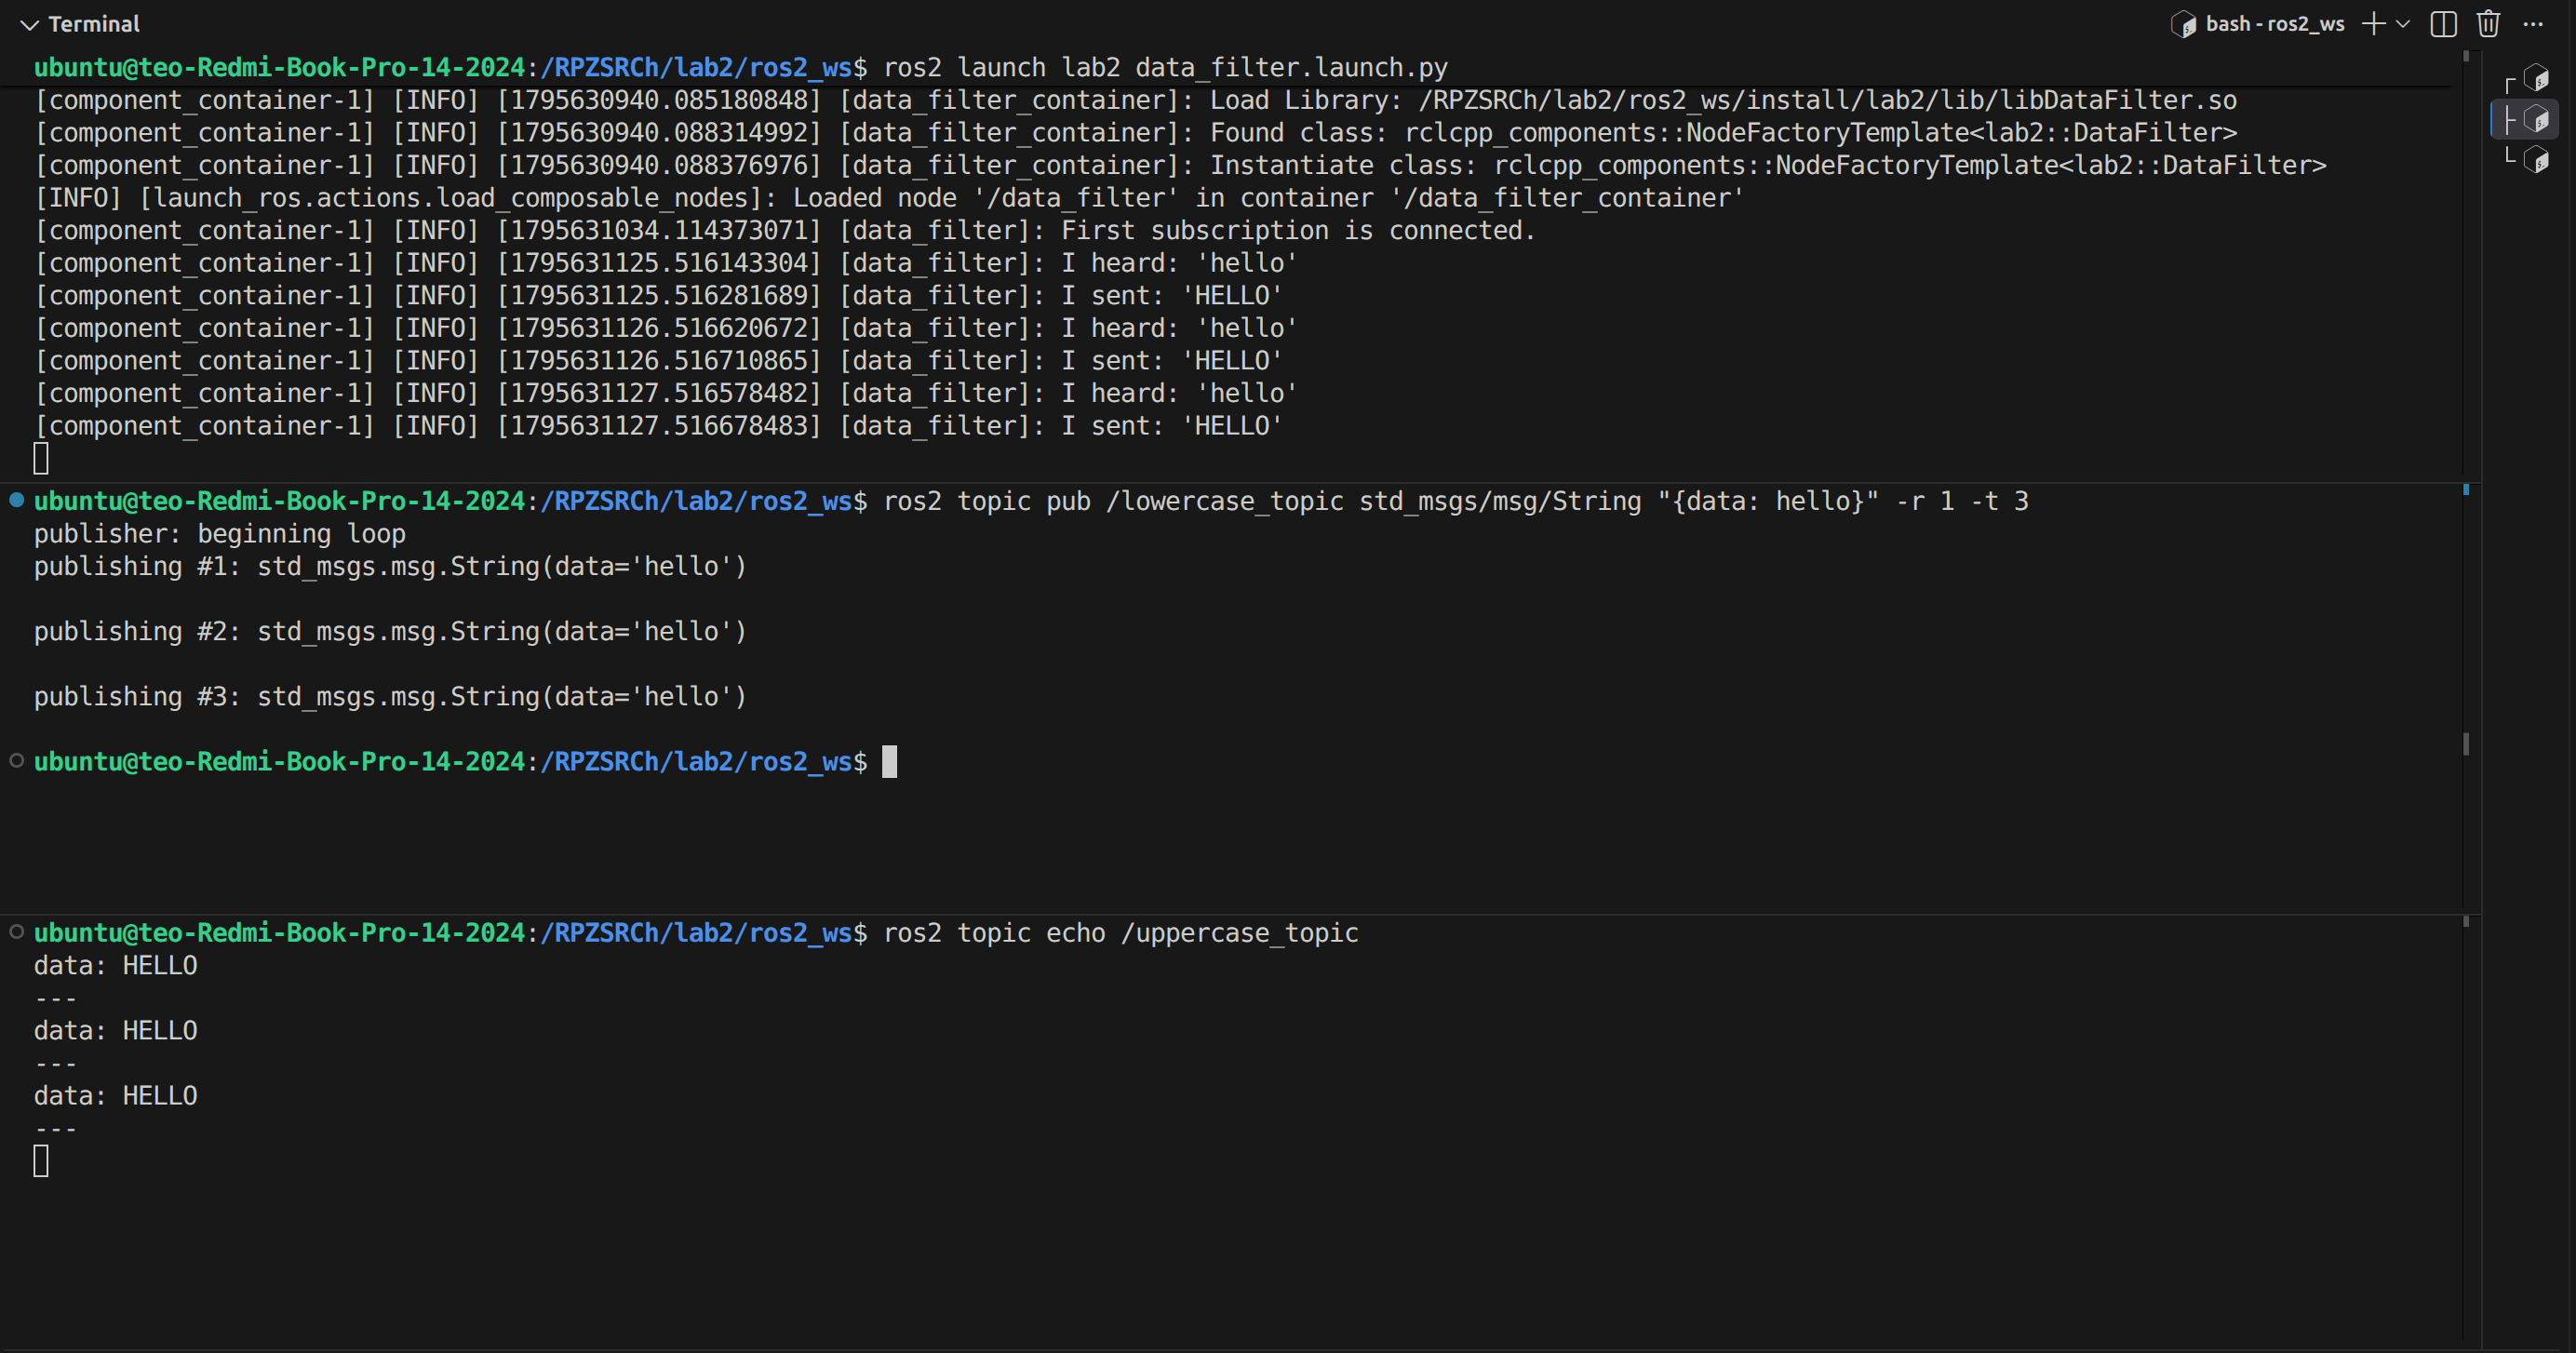 Terminal
bash - ros2_ws
ubuntu@teo-Redmi-Book-Pro-14-2024:/RPZSRCh/lab2/ros2_ws$ ros2 launch lab2 data_filter.launch.py
[component_container-1] [INFO] [1795630940.085180848] [data_filter_container]: Load Library: /RPZSRCh/lab2/ros2_ws/install/lab2/lib/libDataFilter.so
[component_container-1] [INFO] [1795630940.088314992] [data_filter_container]: Found class: rclcpp_components::NodeFactoryTemplate<lab2::DataFilter>
[component_container-1] [INFO] [1795630940.088376976] [data_filter_container]: Instantiate class: rclcpp_components::NodeFactoryTemplate<lab2::DataFilter>
[INFO] [launch_ros.actions.load_composable_nodes]: Loaded node '/data_filter' in container '/data_filter_container'
[component_container-1] [INFO] [1795631034.114373071] [data_filter]: First subscription is connected.
[component_container-1] [INFO] [1795631125.516143304] [data_filter]: I heard: 'hello'
[component_container-1] [INFO] [1795631125.516281689] [data_filter]: I sent: 'HELLO'
[component_container-1] [INFO] [1795631126.516620672] [data_filter]: I heard: 'hello'
[component_container-1] [INFO] [1795631126.516710865] [data_filter]: I sent: 'HELLO'
[component_container-1] [INFO] [1795631127.516578482] [data_filter]: I heard: 'hello'
[component_container-1] [INFO] [1795631127.516678483] [data_filter]: I sent: 'HELLO'
ubuntu@teo-Redmi-Book-Pro-14-2024:/RPZSRCh/lab2/ros2_ws$ ros2 topic pub /lowercase_topic std_msgs/msg/String "{data: hello}" -r 1 -t 3
publisher: beginning loop
publishing #1: std_msgs.msg.String(data='hello')
publishing #2: std_msgs.msg.String(data='hello')
publishing #3: std_msgs.msg.String(data='hello')
ubuntu@teo-Redmi-Book-Pro-14-2024:/RPZSRCh/lab2/ros2_ws$
ubuntu@teo-Redmi-Book-Pro-14-2024:/RPZSRCh/lab2/ros2_ws$ ros2 topic echo /uppercase_topic
data: HELLO
---
data: HELLO
---
data: HELLO
---